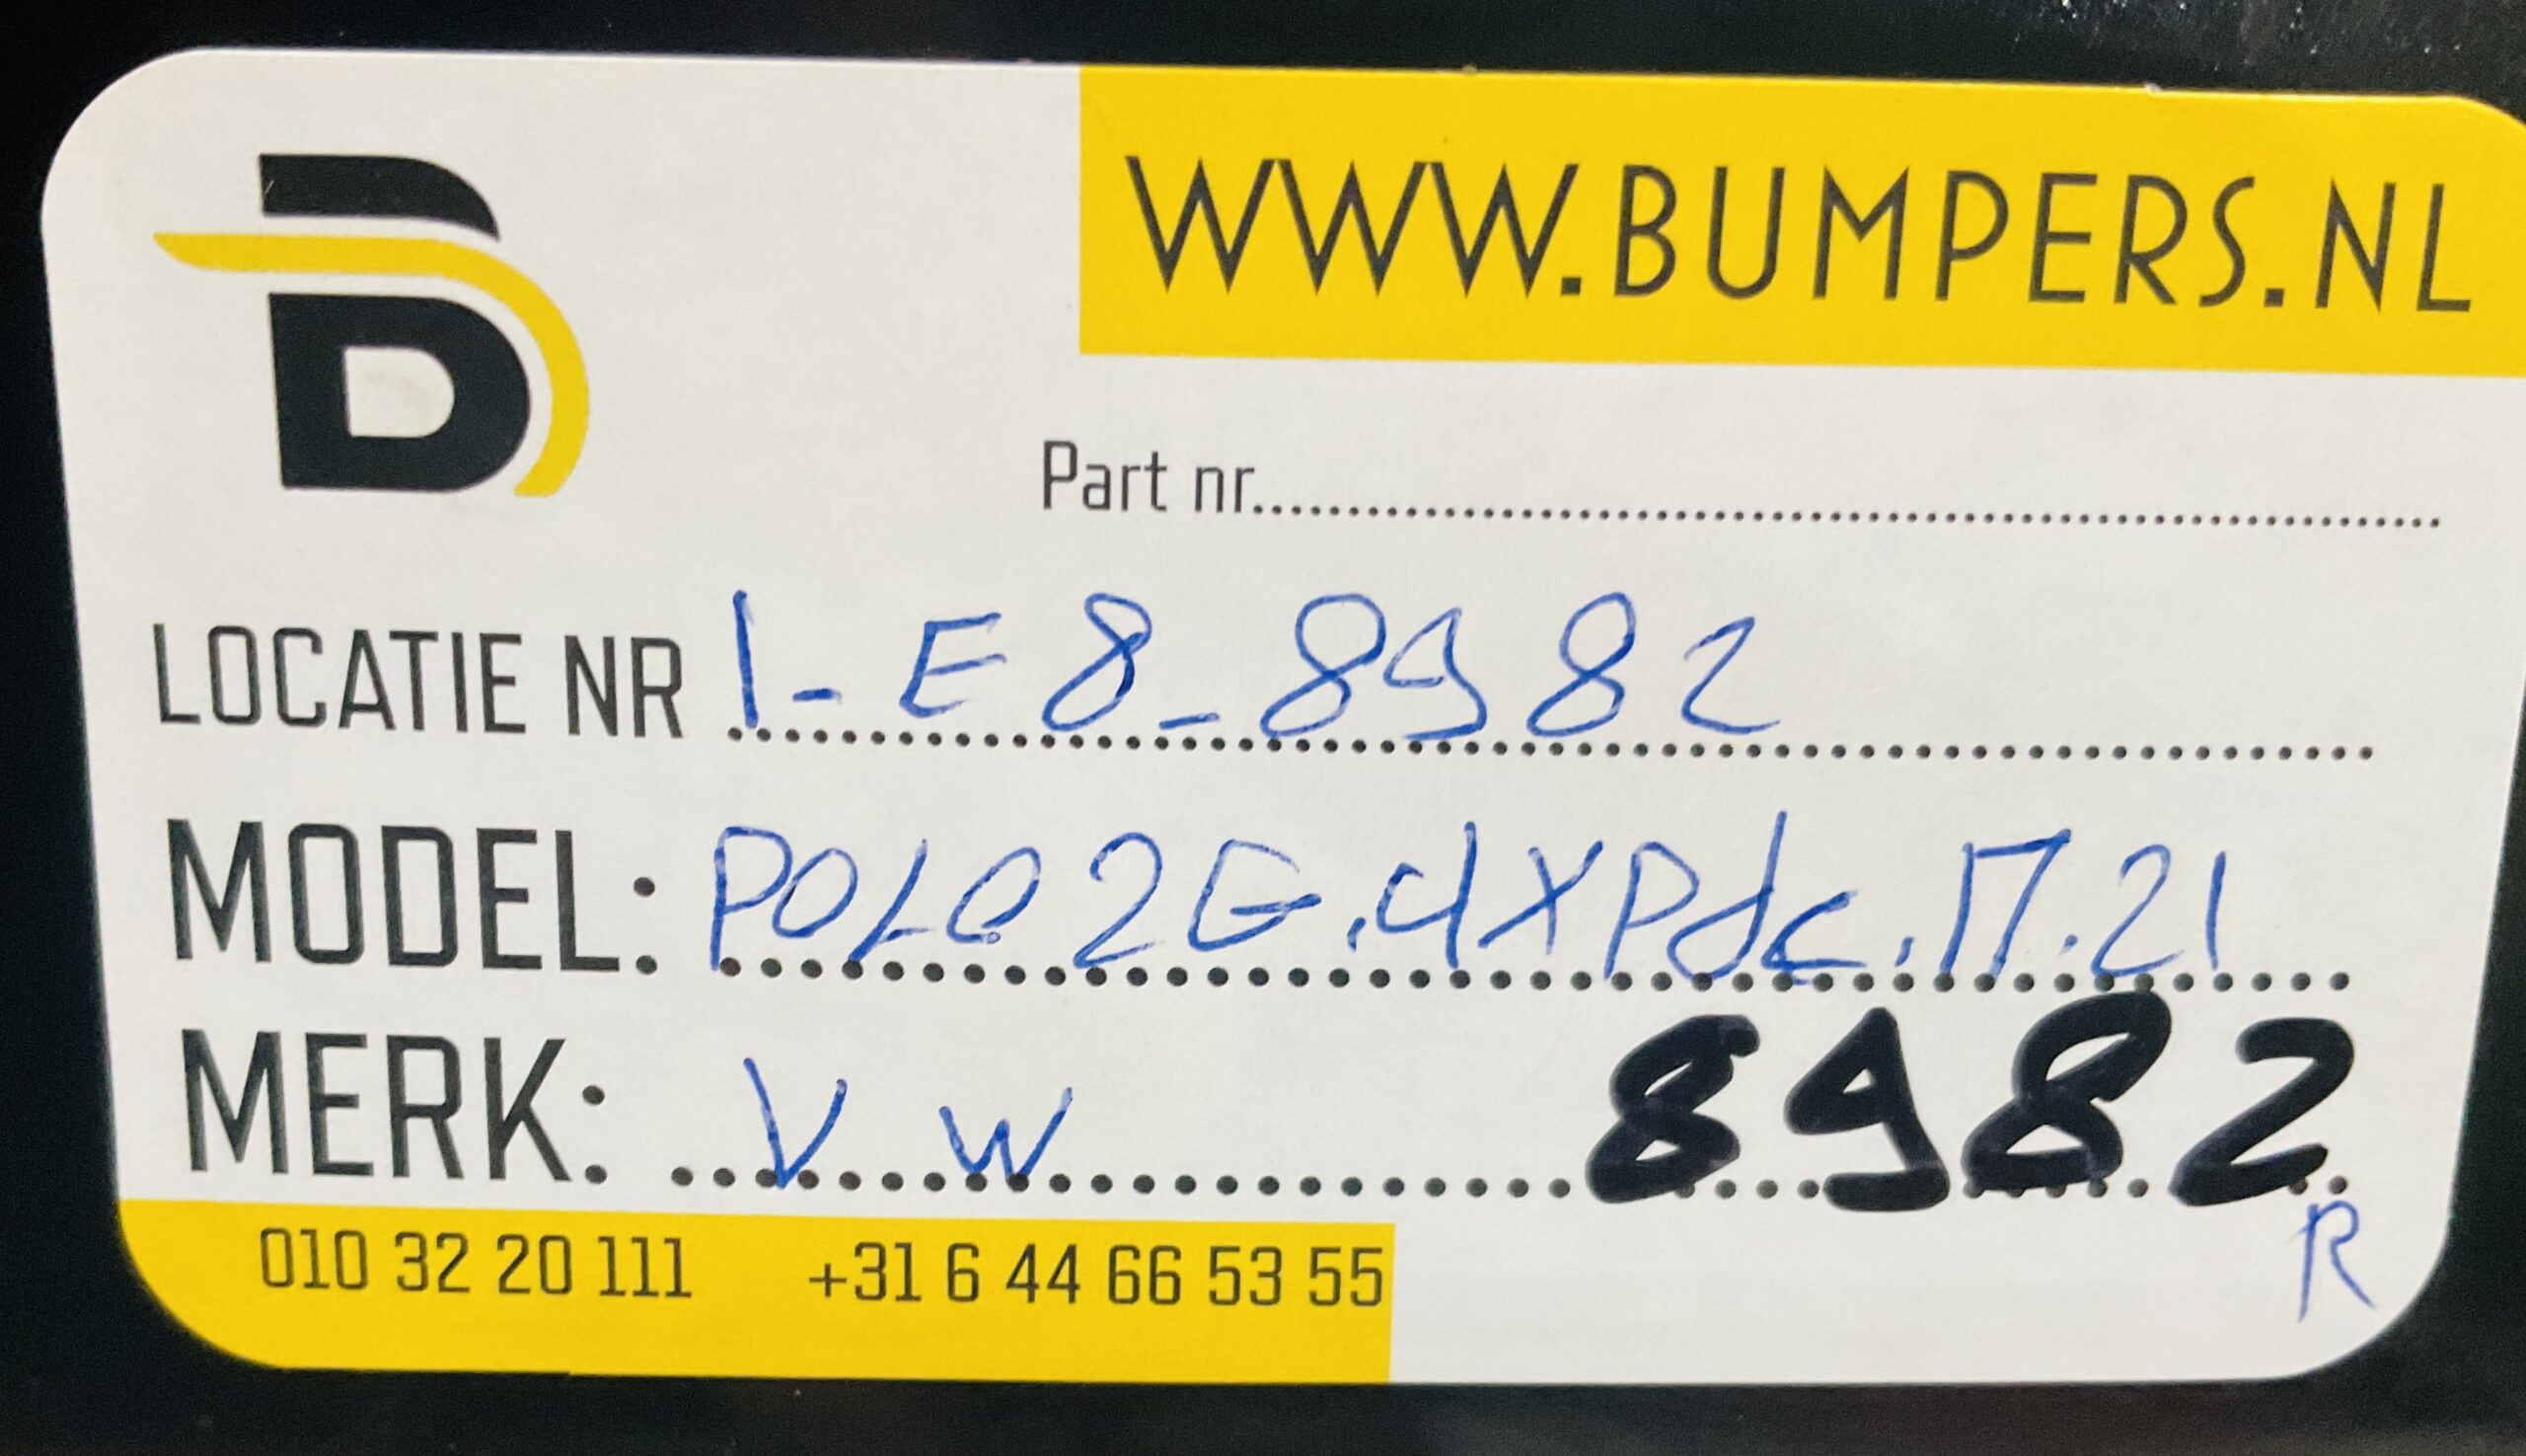 WWW.BUMPERS.NL
Part nr.
LOCATIE NR 1-E8-8982
MODEL: POLO 2G.4XPdc.17.21
MERK: VW 8982
R
010 32 20 111 +31 6 44 66 53 55